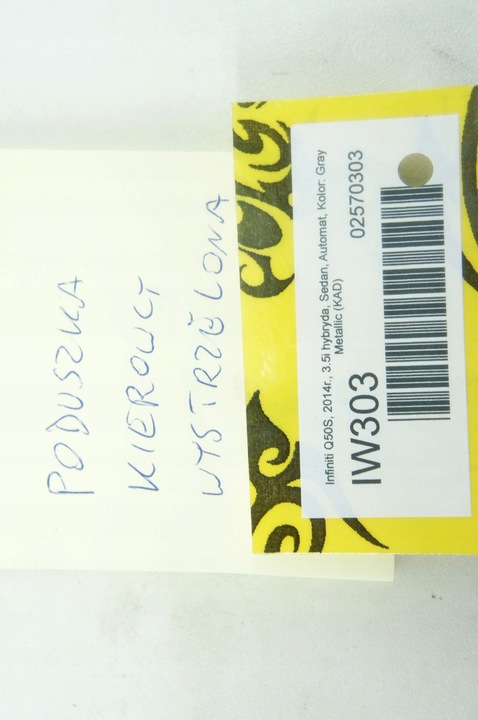 PODUSZKA
KIEROWCY
WYSTRZELONA
Infiniti Q50S, 2014r., 3.5i hybryda, Sedan, Automat, Kolor: Gray
Metallic (KAD)
IW303
02570303